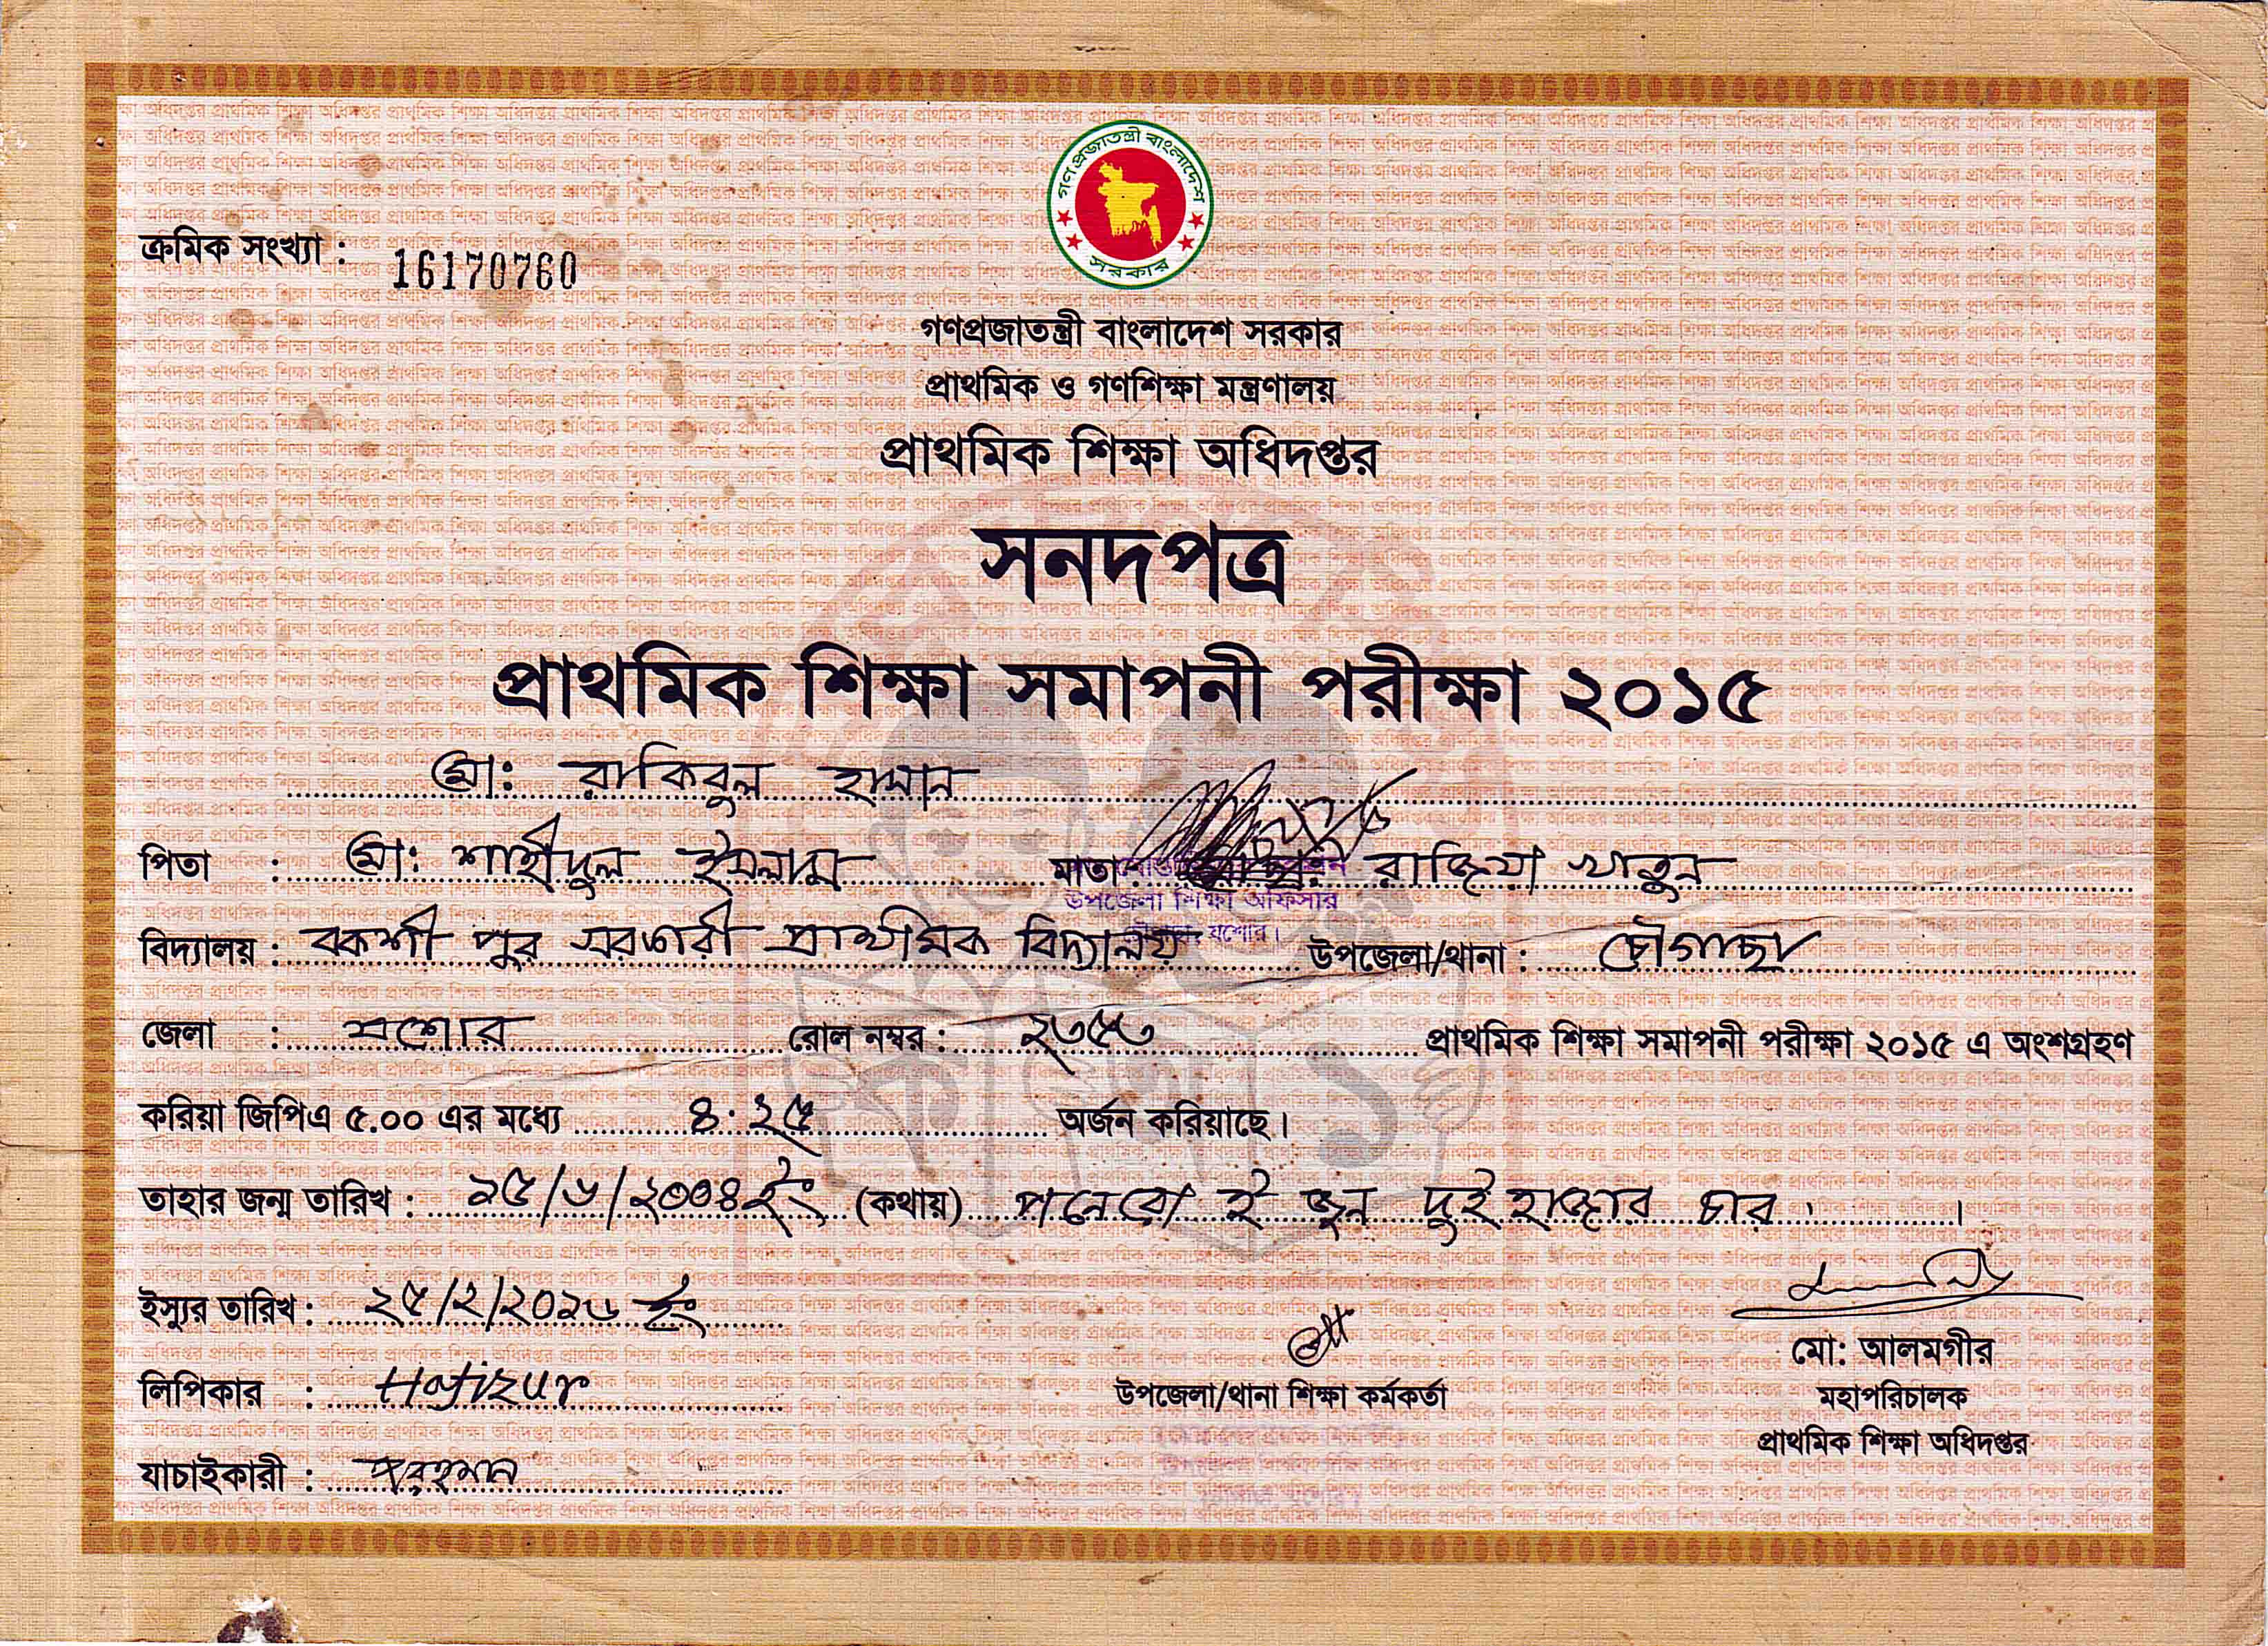 গণপ্রজাতন্ত্রী বাংলাদেশ
সরকার
ক্রমিক সংখ্যা : 16170760
গণপ্রজাতন্ত্রী বাংলাদেশ সরকার
প্রাথমিক ও গণশিক্ষা মন্ত্রণালয়
প্রাথমিক শিক্ষা অধিদপ্তর
সনদপত্র
প্রাথমিক শিক্ষা সমাপনী পরীক্ষা ২০১৫
মো: রাকিবুল হাসান
পিতা : মো: শাহীদুল ইসলাম মাতা রাজিয়া খাতুন
উপজেলা শিক্ষা অফিসার
যশোর।
বিদ্যালয় : বকশী পুর সরকারী প্রাথমিক বিদ্যালয় উপজেলা/থানা : চৌগাছা
জেলা : যশোর রোল নম্বর : ২৩৫৩ প্রাথমিক শিক্ষা সমাপনী পরীক্ষা ২০১৫ এ অংশগ্রহণ
করিয়া জিপিএ ৫.০০ এর মধ্যে ৪.২৫ অর্জন করিয়াছে।
তাহার জন্ম তারিখ : ১৫/৬/২০০৪ ইং (কথায়) পনেরো ই জুন দুই হাজার চার ।
ইস্যুর তারিখ : ২৫/২/২০১৬ ইং
লিপিকার : Hafizur
উপজেলা/থানা শিক্ষা কর্মকর্তা
মো: আলমগীর
মহাপরিচালক
প্রাথমিক শিক্ষা অধিদপ্তর
যাচাইকারী :